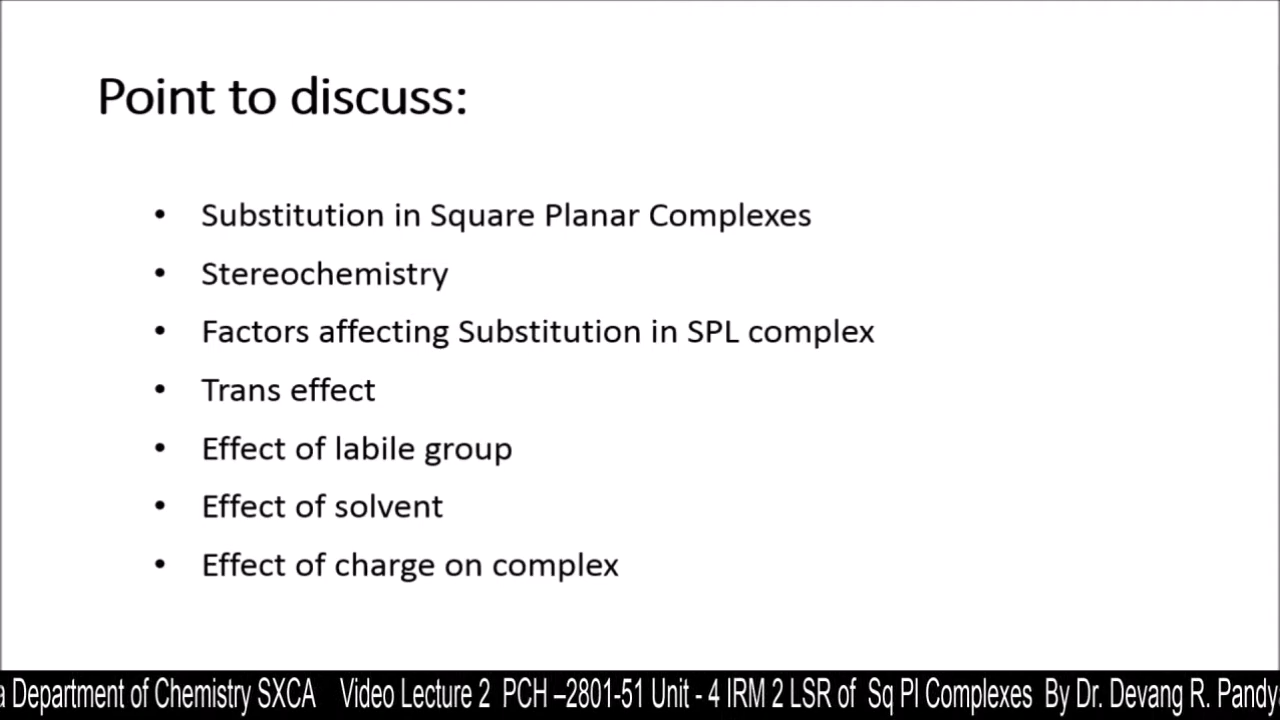 Point to discuss:
• Substitution in Square Planar Complexes
• Stereochemistry
• Factors affecting Substitution in SPL complex
• Trans effect
• Effect of labile group
• Effect of solvent
• Effect of charge on complex
a Department of Chemistry SXCA Video Lecture 2 PCH –2801-51 Unit - 4 IRM 2 LSR of Sq Pl Complexes By Dr. Devang R. Pandy